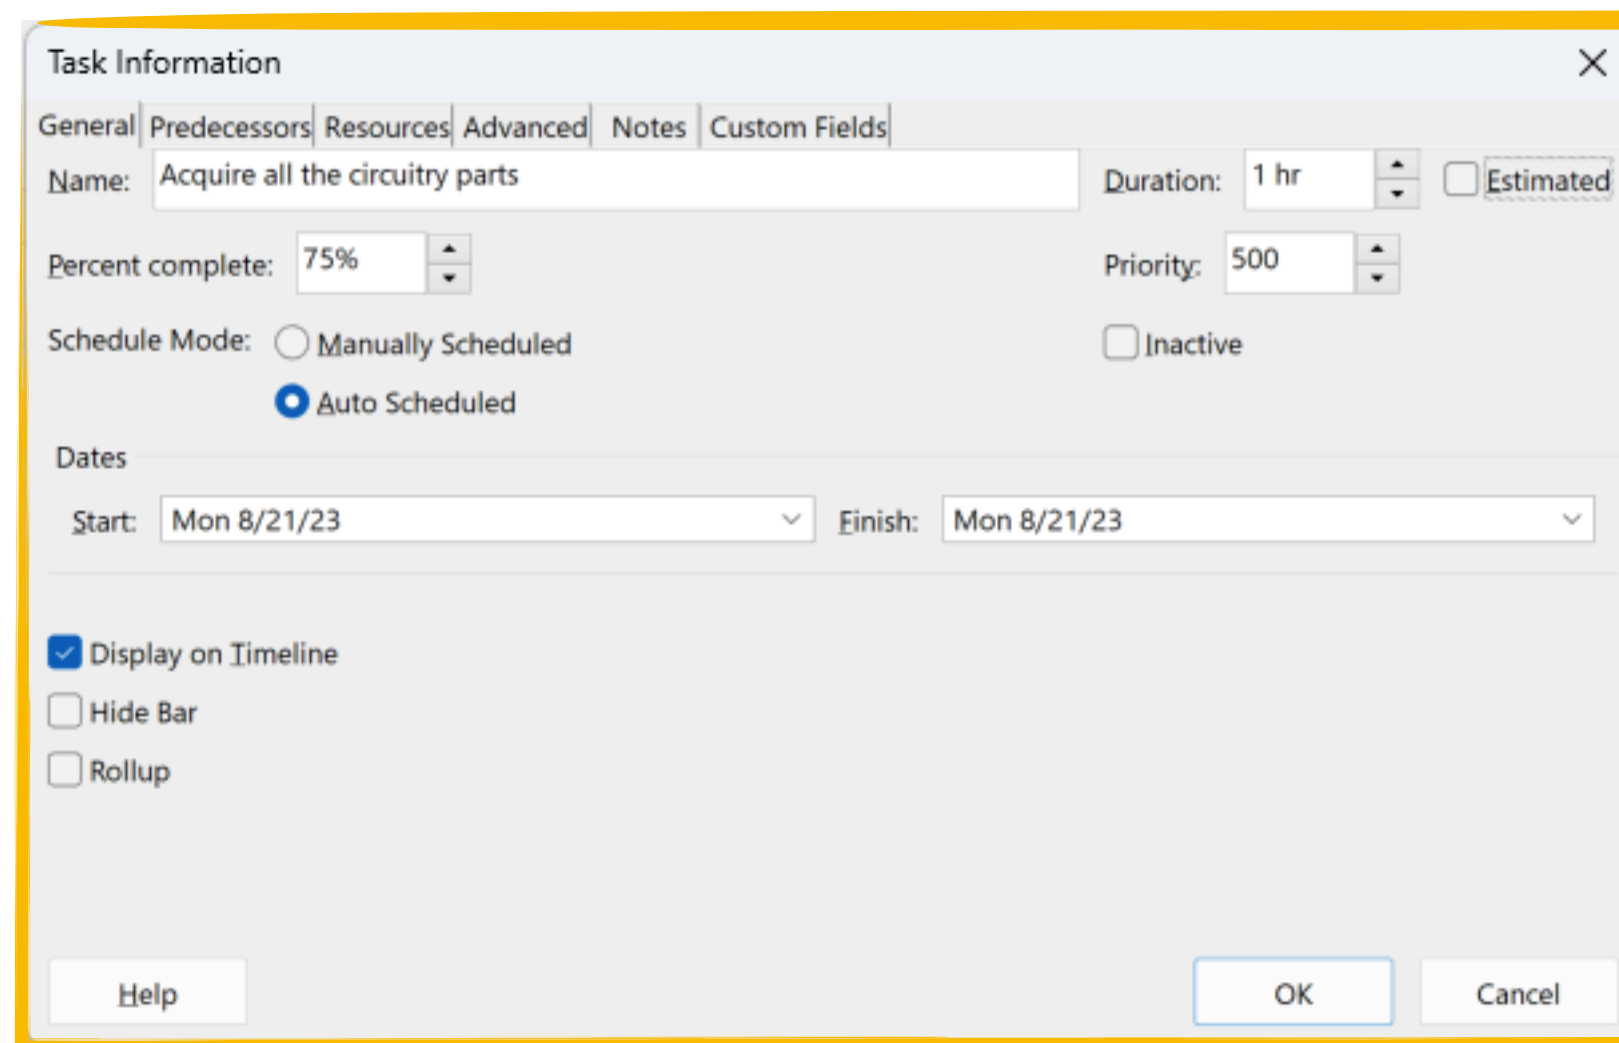 Task Information
General Predecessors Resources Advanced Notes Custom Fields
Name: Acquire all the circuitry parts Duration: 1 hr Estimated
Percent complete: 75% Priority: 500
Schedule Mode: Manually Scheduled Inactive
Auto Scheduled
Dates
Start: Mon 8/21/23 Finish: Mon 8/21/23
Display on Timeline
Hide Bar
Rollup
Help OK Cancel